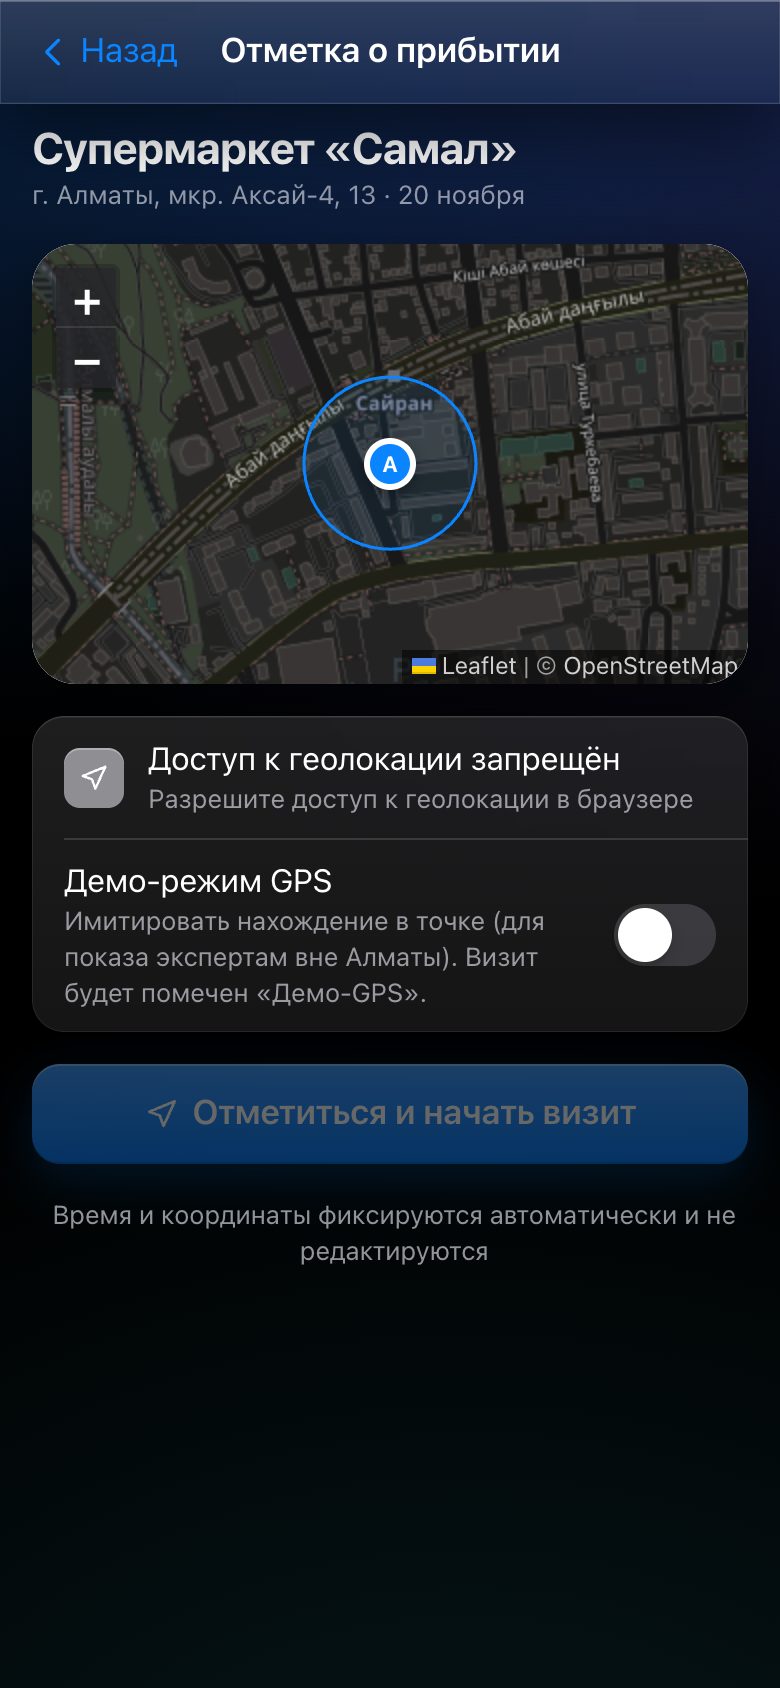 Назад
Отметка о прибытии
Супермаркет «Самал»
г. Алматы, мкр. Аксай-4, 13 · 20 ноября
+
−
Кіші Абай көшесі
Абай даңғылы
Сайран
улица Тургебаева
Абай даңғылы
малы ауданы
A
Leaflet | © OpenStreetMap
Доступ к геолокации запрещён
Разрешите доступ к геолокации в браузере
Демо-режим GPS
Имитировать нахождение в точке (для
показа экспертам вне Алматы). Визит
будет помечен «Демо-GPS».
Отметиться и начать визит
Время и координаты фиксируются автоматически и не
редактируются